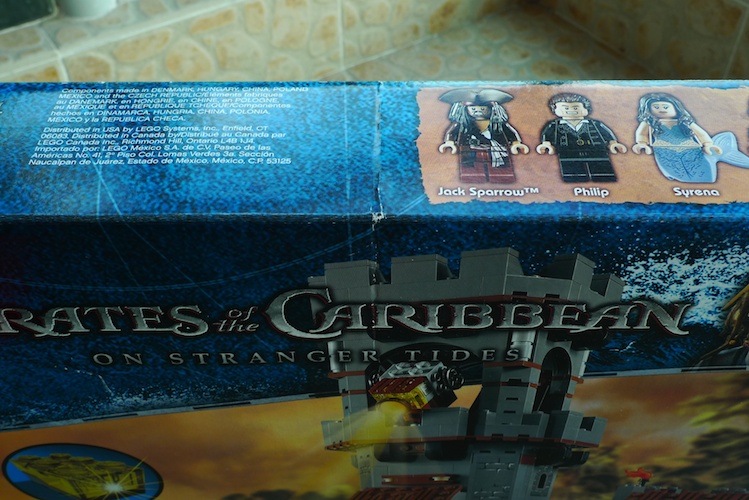 Components made in DENMARK, HUNGARY, CHINA, POLAND,
MEXICO and the CZECH REPUBLIC/Éléments fabriqués
au DANEMARK, en HONGRIE, en CHINE, en POLOGNE,
au MEXIQUE et en RÉPUBLIQUE TCHÈQUE/Componentes
hechos en DINAMARCA, HUNGRÍA, CHINA, POLONIA,
MÉXICO y la REPÚBLICA CHECA.
Distributed in USA by LEGO Systems, Inc., Enfield, CT
06083. Distributed in Canada by/Distribué au Canada par
LEGO Canada Inc., Richmond Hill, Ontario L4B 1J4.
Importado por: LEGO México S.A. de C.V. Paseo de las
Américas No. 41, 2° Piso Col. Lomas Verdes 3a. Sección
Naucalpan de Juárez, Estado de México, México, C.P. 53125
Jack Sparrow™ Philip Syrena
RATES of the CARIBBEAN
ON STRANGER TIDES